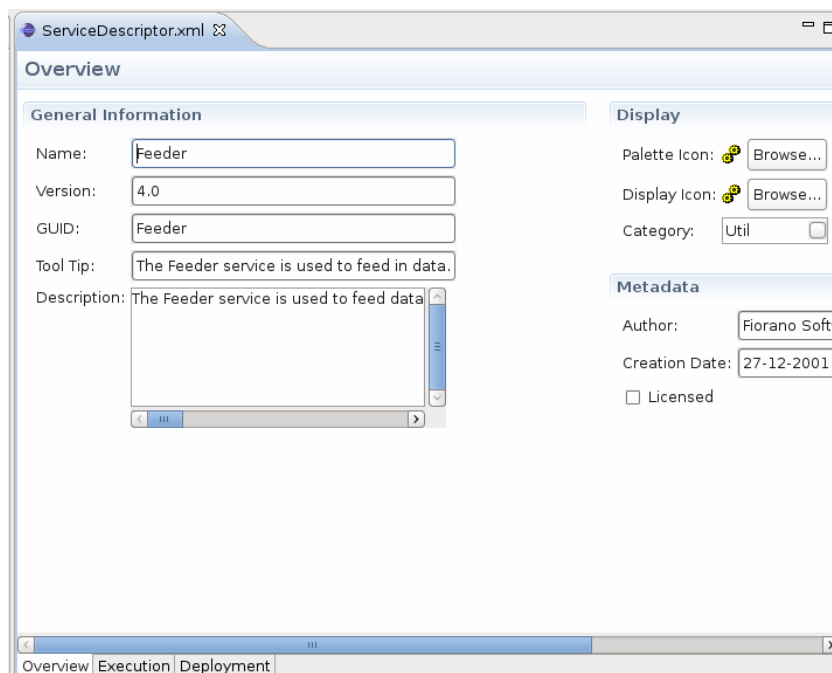 ServiceDescriptor.xml
Overview
General Information
Name: Feeder
Version: 4.0
GUID: Feeder
Tool Tip: The Feeder service is used to feed in data.
Description: The Feeder service is used to feed data
Display
Palette Icon: Browse...
Display Icon: Browse...
Category: Util
Metadata
Author: Fiorano Soft
Creation Date: 27-12-2001
Licensed
Overview Execution Deployment